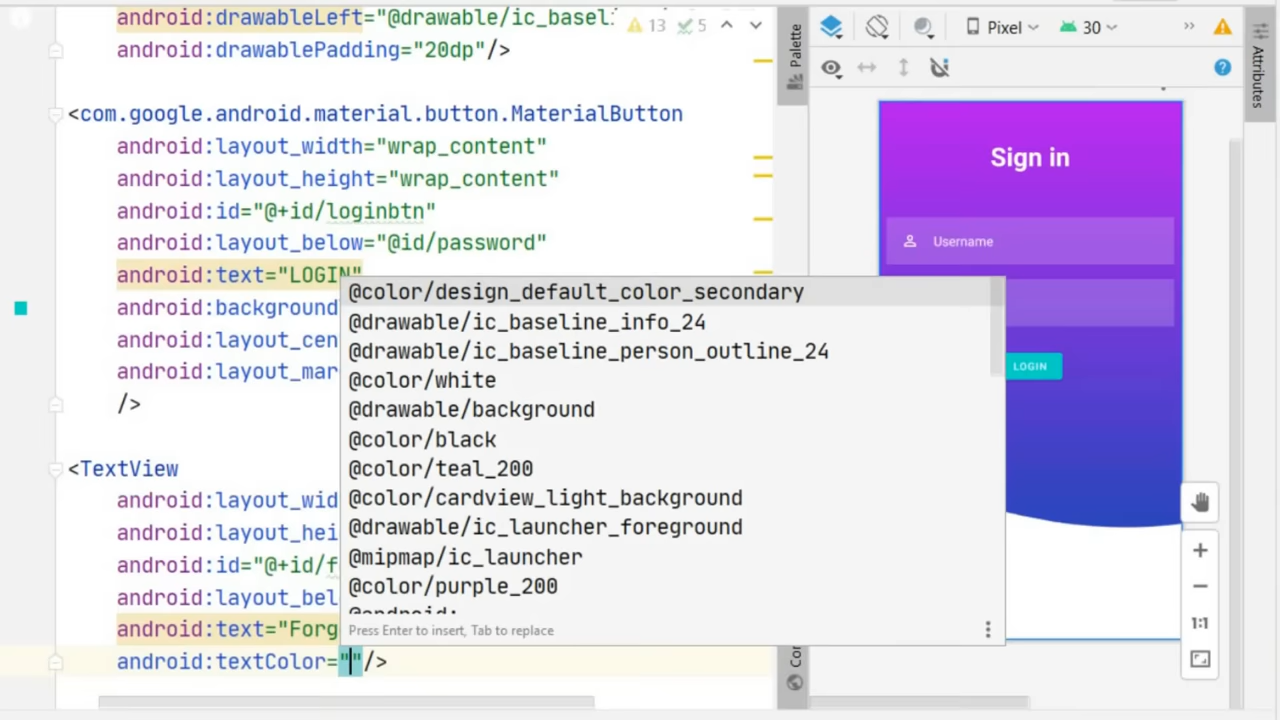 android:drawableLeft="@drawable/ic_basel
13 5
android:drawablePadding="20dp"/>
<com.google.android.material.button.MaterialButton
android:layout_width="wrap_content"
android:layout_height="wrap_content"
android:id="@+id/loginbtn"
android:layout_below="@id/password"
android:text="LOGIN"
android:background
android:layout_cen
android:layout_mar
/>
<TextView
android:layout_wid
android:layout_hei
android:id="@+id/f
android:layout_bel
android:text="Forg
android:textColor=""/>
@color/design_default_color_secondary
@drawable/ic_baseline_info_24
@drawable/ic_baseline_person_outline_24
@color/white
@drawable/background
@color/black
@color/teal_200
@color/cardview_light_background
@drawable/ic_launcher_foreground
@mipmap/ic_launcher
@color/purple_200
@android:
Press Enter to insert, Tab to replace
Palette
Co
Pixel
30
»
?
Attributes
Sign in
Username
LOGIN
+
−
1:1